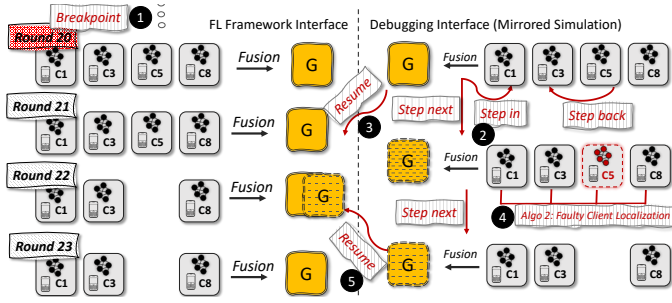 Breakpoint 1 FL Framework Interface Debugging Interface (Mirrored Simulation)
Round 20
C1 C3 C5 C8 Fusion G G Fusion C1 C3 C5 C8
Resume 3 Step next Step in 2 Step back
Round 21
C1 C3 C5 C8 Fusion G
G Fusion C1 C3 C5 C8
Round 22
C1 C8 Fusion G
Step next 4 Algo 2: Faulty Client Localization
Round 23
C1 C3 C8 Fusion G Resume 5 G Fusion C1 C3 C8